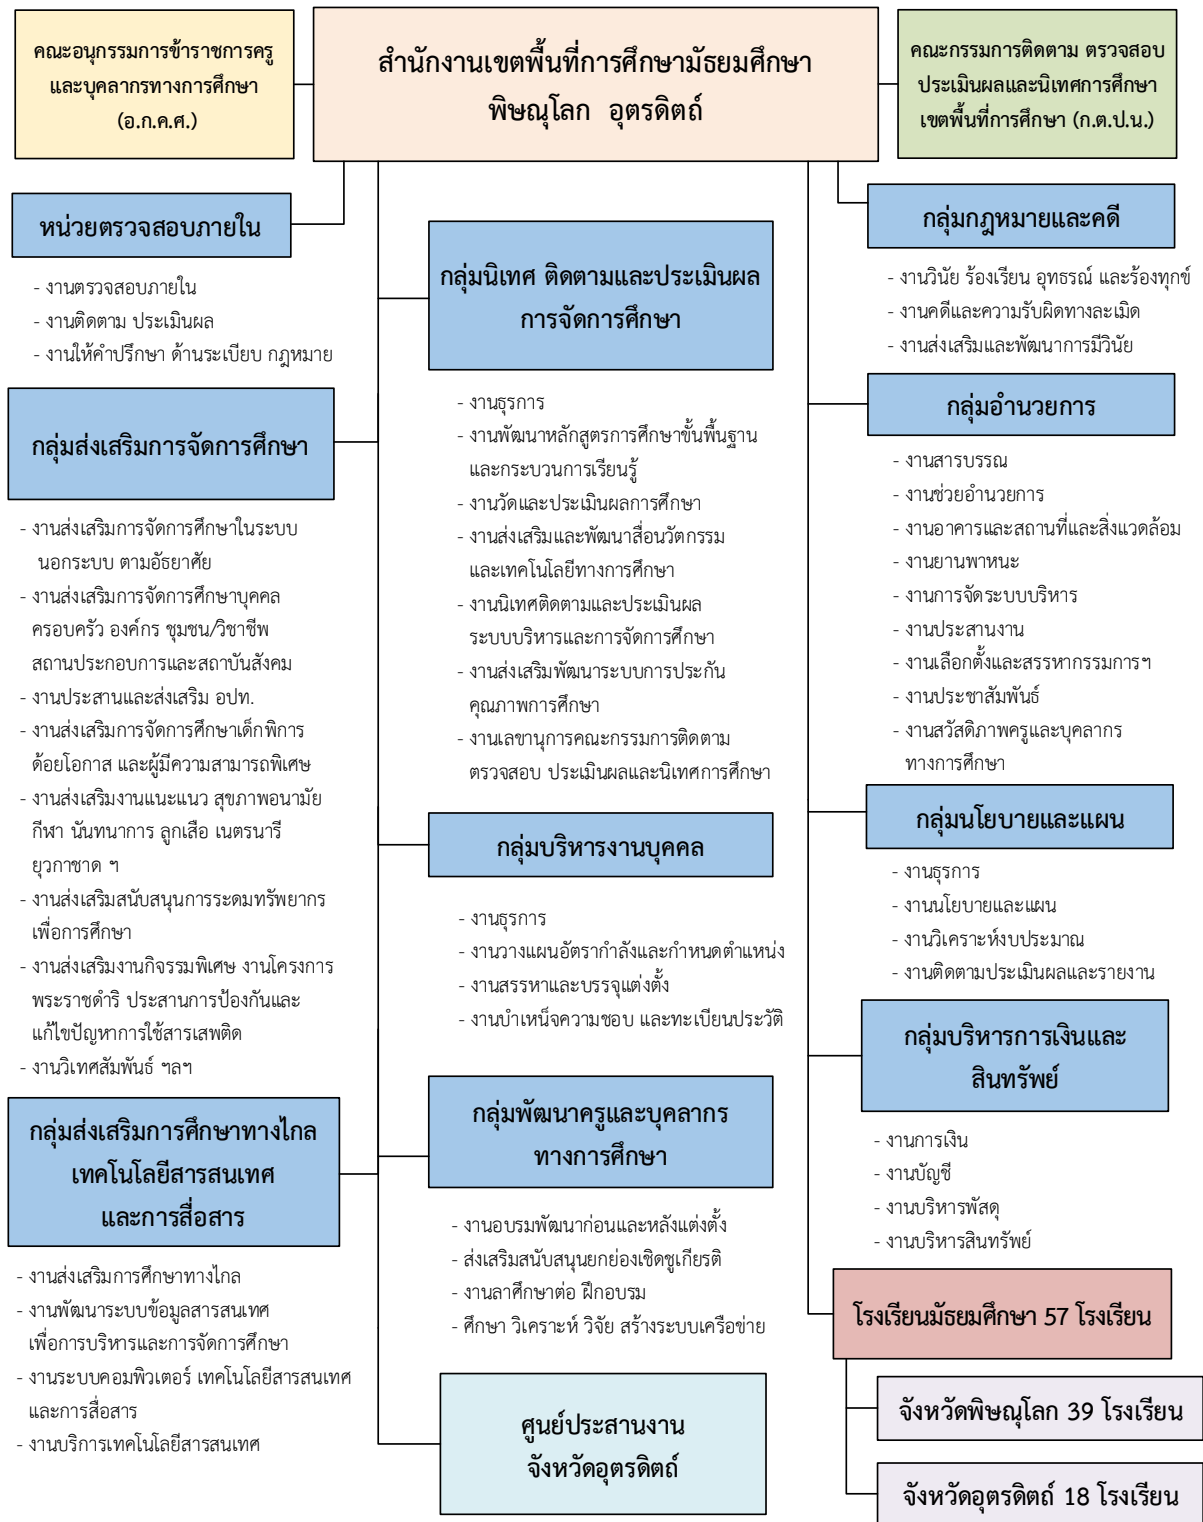 คณะอนุกรรมการข้าราชการครู
และบุคลากรทางการศึกษา
(อ.ก.ค.ศ.)
สำนักงานเขตพื้นที่การศึกษามัธยมศึกษา
พิษณุโลก อุตรดิตถ์
คณะกรรมการติดตาม ตรวจสอบ
ประเมินผลและนิเทศการศึกษา
เขตพื้นที่การศึกษา (ก.ต.ป.น.)
หน่วยตรวจสอบภายใน
- งานตรวจสอบภายใน
- งานติดตาม ประเมินผล
- งานให้คำปรึกษา ด้านระเบียบ กฎหมาย
กลุ่มส่งเสริมการจัดการศึกษา
- งานส่งเสริมการจัดการศึกษาในระบบ
นอกระบบ ตามอัธยาศัย
- งานส่งเสริมการจัดการศึกษาบุคคล
ครอบครัว องค์กร ชุมชน/วิชาชีพ
สถานประกอบการและสถาบันสังคม
- งานประสานและส่งเสริม อปท.
- งานส่งเสริมการจัดการศึกษาเด็กพิการ
ด้อยโอกาส และผู้มีความสามารถพิเศษ
- งานส่งเสริมงานแนะแนว สุขภาพอนามัย
กีฬา นันทนาการ ลูกเสือ เนตรนารี
ยุวกาชาด ฯ
- งานส่งเสริมสนับสนุนการระดมทรัพยากร
เพื่อการศึกษา
- งานส่งเสริมงานกิจรรมพิเศษ งานโครงการ
พระราชดำริ ประสานการป้องกันและ
แก้ไขปัญหาการใช้สารเสพติด
- งานวิเทศสัมพันธ์ ฯลฯ
กลุ่มส่งเสริมการศึกษาทางไกล
เทคโนโลยีสารสนเทศ
และการสื่อสาร
- งานส่งเสริมการศึกษาทางไกล
- งานพัฒนาระบบข้อมูลสารสนเทศ
เพื่อการบริหารและการจัดการศึกษา
- งานระบบคอมพิวเตอร์ เทคโนโลยีสารสนเทศ
และการสื่อสาร
- งานบริการเทคโนโลยีสารสนเทศ
กลุ่มนิเทศ ติดตามและประเมินผล
การจัดการศึกษา
- งานธุรการ
- งานพัฒนาหลักสูตรการศึกษาขั้นพื้นฐาน
และกระบวนการเรียนรู้
- งานวัดและประเมินผลการศึกษา
- งานส่งเสริมและพัฒนาสื่อนวัตกรรม
และเทคโนโลยีทางการศึกษา
- งานนิเทศติดตามและประเมินผล
ระบบบริหารและการจัดการศึกษา
- งานส่งเสริมพัฒนาระบบการประกัน
คุณภาพการศึกษา
- งานเลขานุการคณะกรรมการติดตาม
ตรวจสอบ ประเมินผลและนิเทศการศึกษา
กลุ่มบริหารงานบุคคล
- งานธุรการ
- งานวางแผนอัตรากำลังและกำหนดตำแหน่ง
- งานสรรหาและบรรจุแต่งตั้ง
- งานบำเหน็จความชอบ และทะเบียนประวัติ
กลุ่มพัฒนาครูและบุคลากร
ทางการศึกษา
- งานอบรมพัฒนาก่อนและหลังแต่งตั้ง
- ส่งเสริมสนับสนุนยกย่องเชิดชูเกียรติ
- งานลาศึกษาต่อ ฝึกอบรม
- ศึกษา วิเคราะห์ วิจัย สร้างระบบเครือข่าย
ศูนย์ประสานงาน
จังหวัดอุตรดิตถ์
กลุ่มกฎหมายและคดี
- งานวินัย ร้องเรียน อุทธรณ์ และร้องทุกข์
- งานคดีและความรับผิดทางละเมิด
- งานส่งเสริมและพัฒนาการมีวินัย
กลุ่มอำนวยการ
- งานสารบรรณ
- งานช่วยอำนวยการ
- งานอาคารและสถานที่และสิ่งแวดล้อม
- งานยานพาหนะ
- งานการจัดระบบบริหาร
- งานประสานงาน
- งานเลือกตั้งและสรรหากรรมการฯ
- งานประชาสัมพันธ์
- งานสวัสดิภาพครูและบุคลากร
ทางการศึกษา
กลุ่มนโยบายและแผน
- งานธุรการ
- งานนโยบายและแผน
- งานวิเคราะห์งบประมาณ
- งานติดตามประเมินผลและรายงาน
กลุ่มบริหารการเงินและ
สินทรัพย์
- งานการเงิน
- งานบัญชี
- งานบริหารพัสดุ
- งานบริหารสินทรัพย์
โรงเรียนมัธยมศึกษา 57 โรงเรียน
จังหวัดพิษณุโลก 39 โรงเรียน
จังหวัดอุตรดิตถ์ 18 โรงเรียน